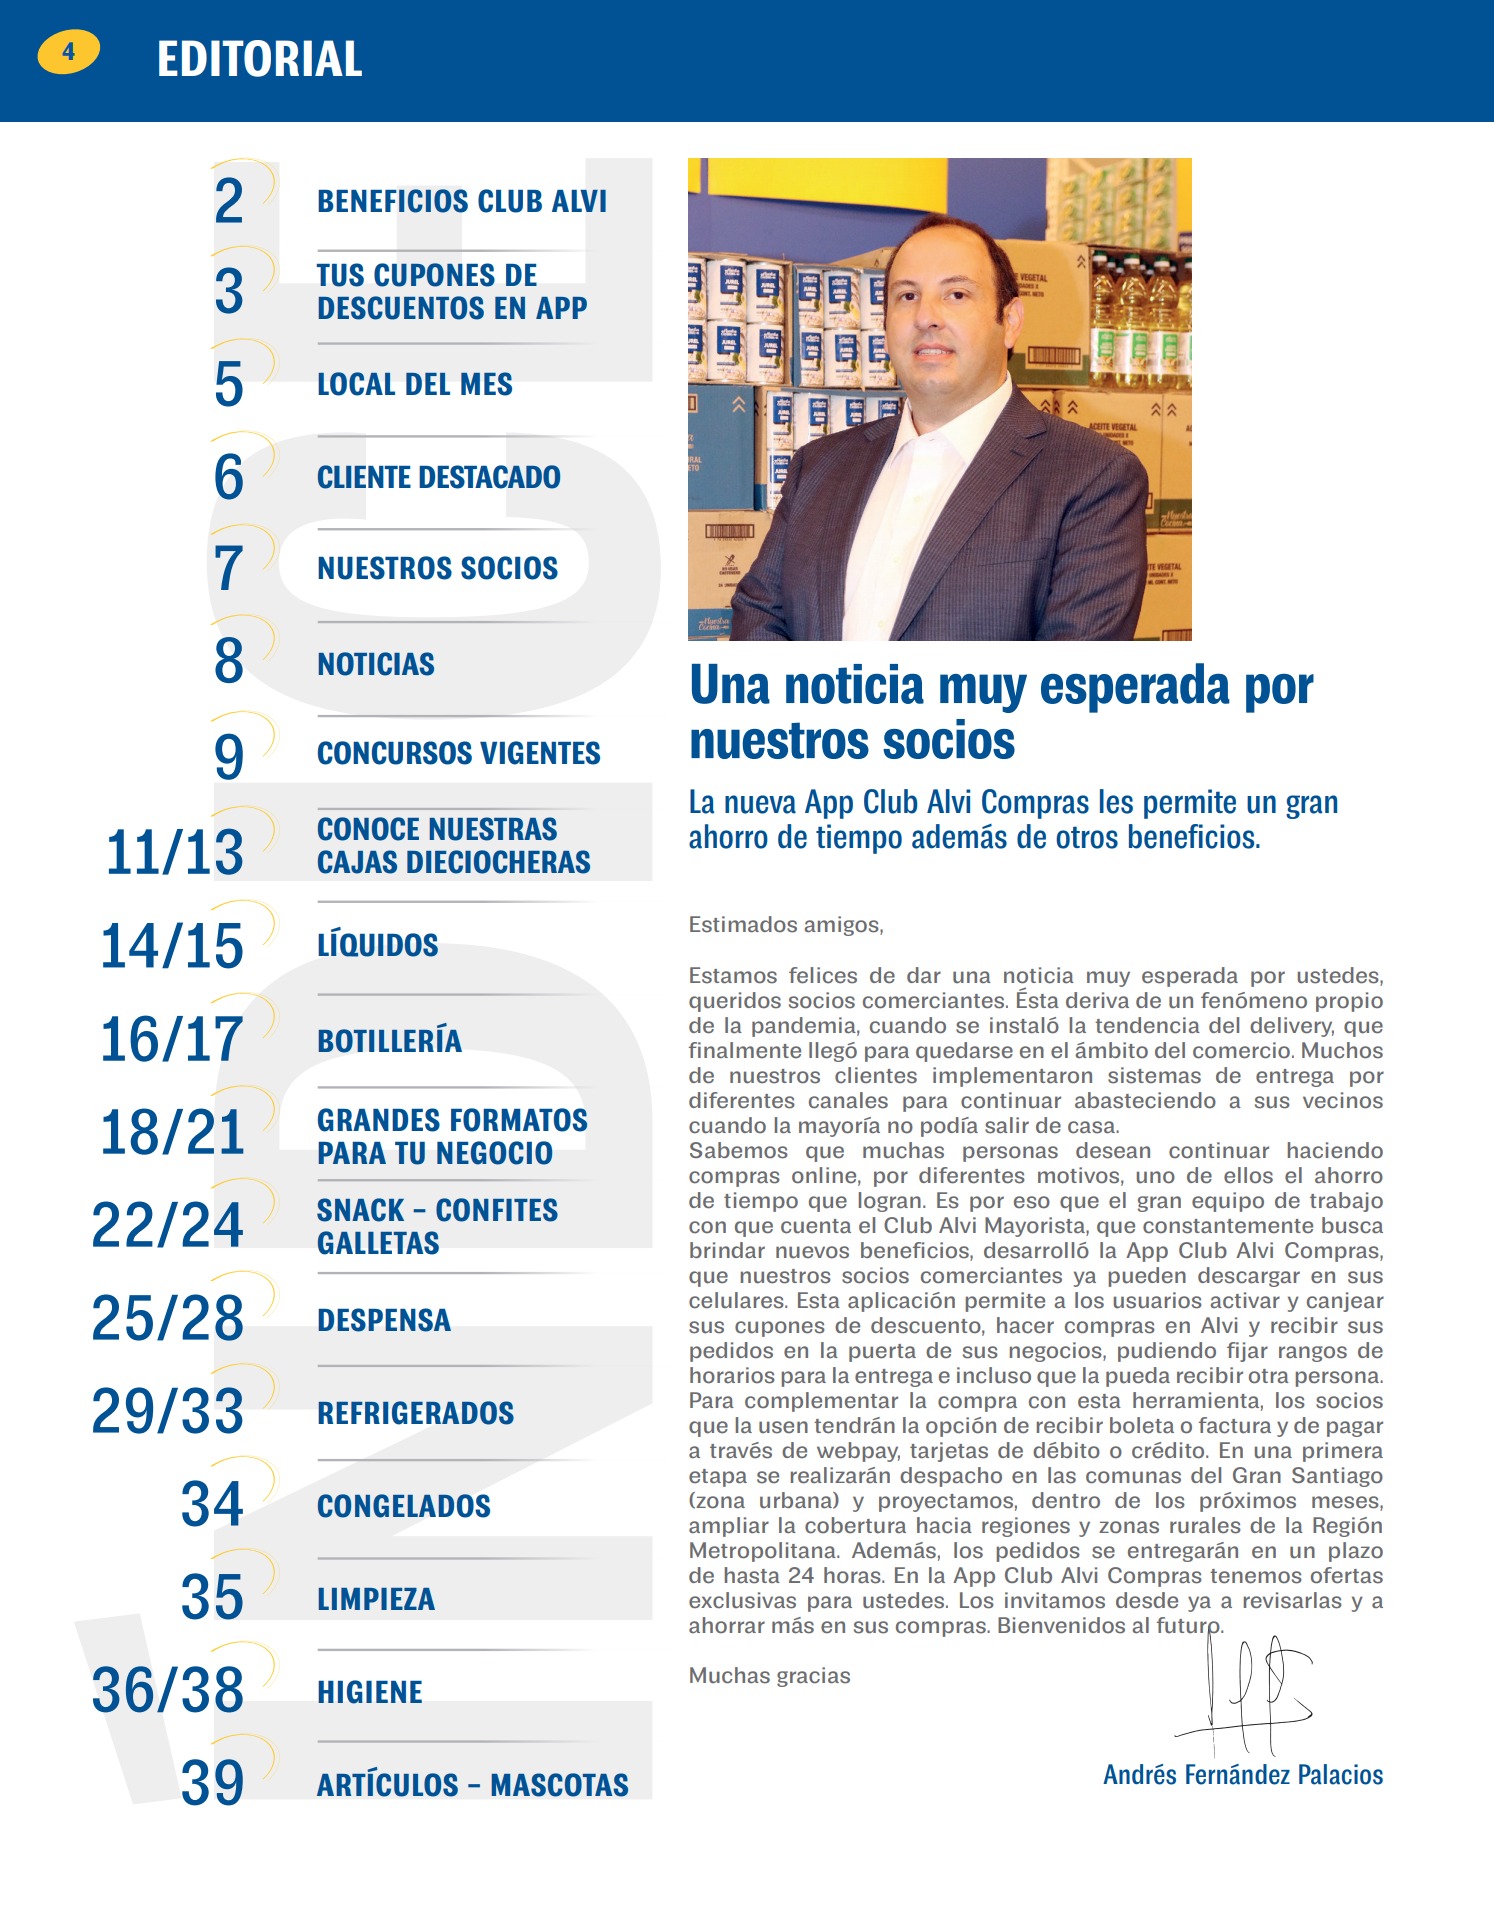 4
EDITORIAL
ÍNDICE
2
BENEFICIOS CLUB ALVI
3
TUS CUPONES DE
DESCUENTOS EN APP
5
LOCAL DEL MES
6
CLIENTE DESTACADO
7
NUESTROS SOCIOS
8
NOTICIAS
9
CONCURSOS VIGENTES
11/13
CONOCE NUESTRAS
CAJAS DIECIOCHERAS
14/15
LÍQUIDOS
16/17
BOTILLERÍA
18/21
GRANDES FORMATOS
PARA TU NEGOCIO
22/24
SNACK – CONFITES
GALLETAS
25/28
DESPENSA
29/33
REFRIGERADOS
34
CONGELADOS
35
LIMPIEZA
36/38
HIGIENE
39
ARTÍCULOS – MASCOTAS
JUREL
ACEITE VEGETAL
Una noticia muy esperada por
nuestros socios
La nueva App Club Alvi Compras les permite un gran
ahorro de tiempo además de otros beneficios.
Estimados amigos,
Estamos felices de dar una noticia muy esperada por ustedes,
queridos socios comerciantes. Ésta deriva de un fenómeno propio
de la pandemia, cuando se instaló la tendencia del delivery, que
finalmente llegó para quedarse en el ámbito del comercio. Muchos
de nuestros clientes implementaron sistemas de entrega por
diferentes canales para continuar abasteciendo a sus vecinos
cuando la mayoría no podía salir de casa.
Sabemos que muchas personas desean continuar haciendo
compras online, por diferentes motivos, uno de ellos el ahorro
de tiempo que logran. Es por eso que el gran equipo de trabajo
con que cuenta el Club Alvi Mayorista, que constantemente busca
brindar nuevos beneficios, desarrolló la App Club Alvi Compras,
que nuestros socios comerciantes ya pueden descargar en sus
celulares. Esta aplicación permite a los usuarios activar y canjear
sus cupones de descuento, hacer compras en Alvi y recibir sus
pedidos en la puerta de sus negocios, pudiendo fijar rangos de
horarios para la entrega e incluso que la pueda recibir otra persona.
Para complementar la compra con esta herramienta, los socios
que la usen tendrán la opción de recibir boleta o factura y de pagar
a través de webpay, tarjetas de débito o crédito. En una primera
etapa se realizarán despacho en las comunas del Gran Santiago
(zona urbana) y proyectamos, dentro de los próximos meses,
ampliar la cobertura hacia regiones y zonas rurales de la Región
Metropolitana. Además, los pedidos se entregarán en un plazo
de hasta 24 horas. En la App Club Alvi Compras tenemos ofertas
exclusivas para ustedes. Los invitamos desde ya a revisarlas y a
ahorrar más en sus compras. Bienvenidos al futuro.
Muchas gracias
Andrés Fernández Palacios